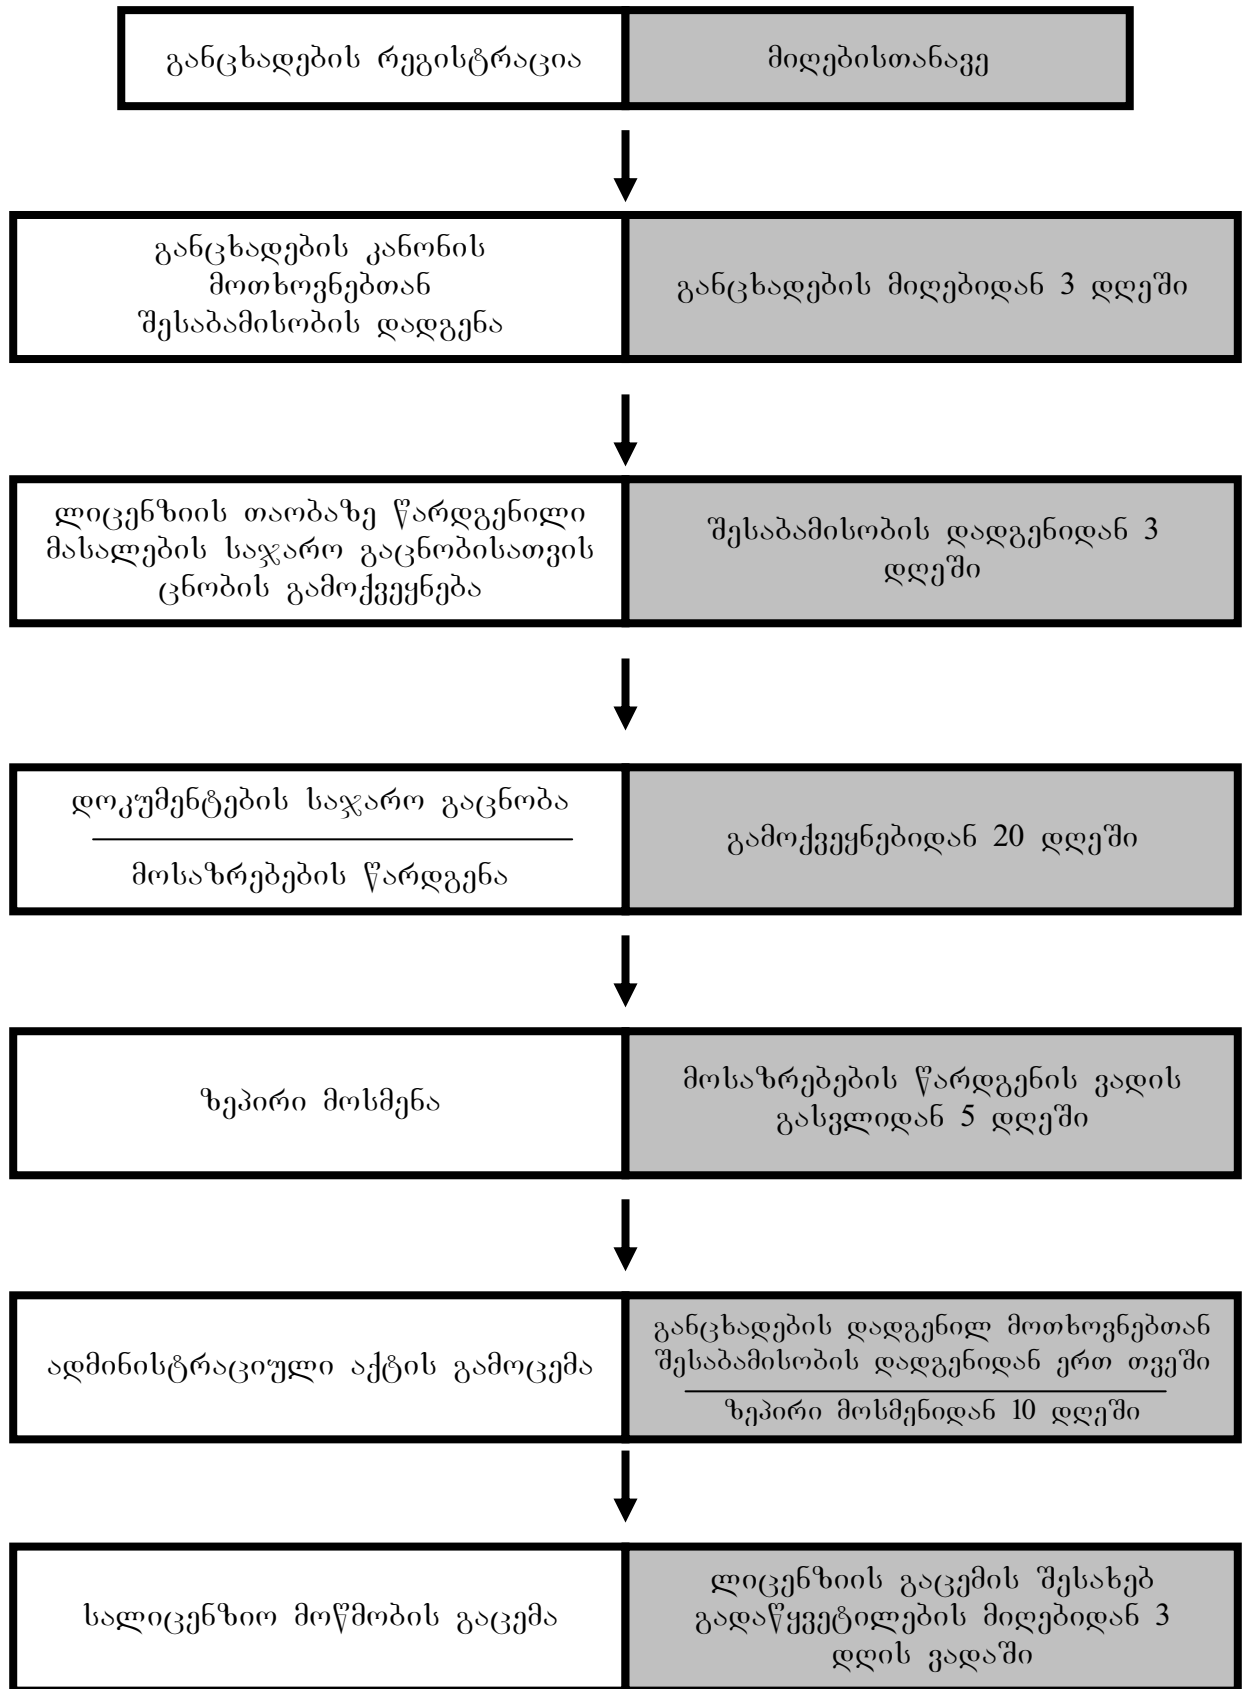 განცხადების რეგისტრაცია
მიღებისთანავე
განცხადების კანონის
მოთხოვნებთან
შესაბამისობის დადგენა
განცხადების მიღებიდან 3 დღეში
ლიცენზიის თაობაზე წარდგენილი
მასალების საჯარო გაცნობისათვის
ცნობის გამოქვეყნება
შესაბამისობის დადგენიდან 3
დღეში
დოკუმენტების საჯარო გაცნობა
მოსაზრებების წარდგენა
გამოქვეყნებიდან 20 დღეში
ზეპირი მოსმენა
მოსაზრებების წარდგენის ვადის
გასვლიდან 5 დღეში
ადმინისტრაციული აქტის გამოცემა
განცხადების დადგენილ მოთხოვნებთან
შესაბამისობის დადგენიდან ერთ თვეში
ზეპირი მოსმენიდან 10 დღეში
სალიცენზიო მოწმობის გაცემა
ლიცენზიის გაცემის შესახებ
გადაწყვეტილების მიღებიდან 3
დღის ვადაში